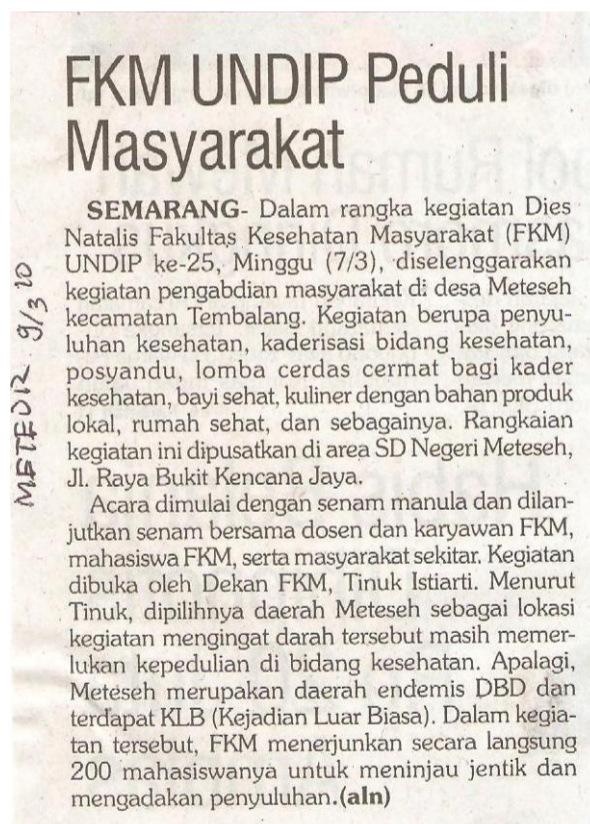 FKM UNDIP Peduli
Masyarakat
SEMARANG- Dalam rangka kegiatan Dies
Natalis Fakultas Kesehatan Masyarakat (FKM)
UNDIP ke-25, Minggu (7/3), diselenggarakan
kegiatan pengabdian masyarakat di desa Meteseh
kecamatan Tembalang. Kegiatan berupa penyu-
luhan kesehatan, kaderisasi bidang kesehatan,
posyandu, lomba cerdas cermat bagi kader
kesehatan, bayi sehat, kuliner dengan bahan produk
lokal, rumah sehat, dan sebagainya. Rangkaian
kegiatan ini dipusatkan di area SD Negeri Meteseh,
Jl. Raya Bukit Kencana Jaya.
Acara dimulai dengan senam manula dan dilan-
jutkan senam bersama dosen dan karyawan FKM,
mahasiswa FKM, serta masyarakat sekitar. Kegiatan
dibuka oleh Dekan FKM, Tinuk Istiarti. Menurut
Tinuk, dipilihnya daerah Meteseh sebagai lokasi
kegiatan mengingat darah tersebut masih memer-
lukan kepedulian di bidang kesehatan. Apalagi,
Meteseh merupakan daerah endemis DBD dan
terdapat KLB (Kejadian Luar Biasa). Dalam kegia-
tan tersebut, FKM menerjunkan secara langsung
200 mahasiswanya untuk meninjau jentik dan
mengadakan penyuluhan.(aln)
METEOIR 9/3 10